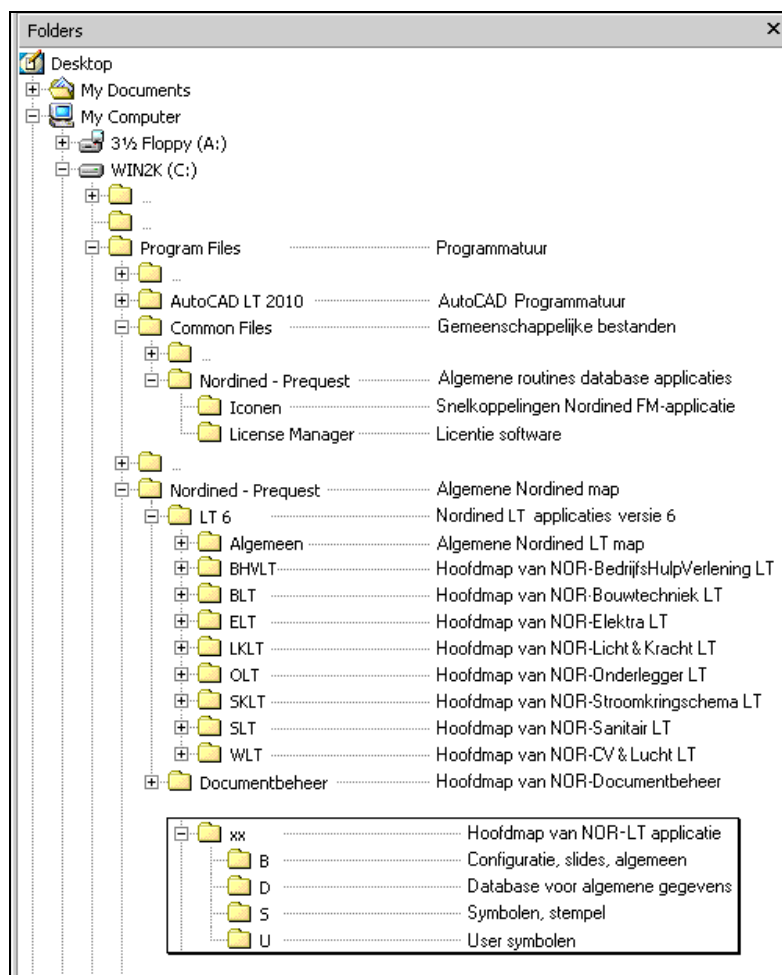 Folders
Desktop
My Documents
My Computer
3½ Floppy (A:)
WIN2K (C:)
...
...
Program Files Programmatuur
...
AutoCAD LT 2010 AutoCAD Programmatuur
Common Files Gemeenschappelijke bestanden
...
Nordined - Prequest Algemene routines database applicaties
Iconen Snelkoppelingen Nordined FM-applicatie
License Manager Licentie software
...
Nordined - Prequest Algemene Nordined map
LT 6 Nordined LT applicaties versie 6
Algemeen Algemene Nordined LT map
BHVLT Hoofdmap van NOR-BedrijfsHulpVerlening LT
BLT Hoofdmap van NOR-Bouwtechniek LT
ELT Hoofdmap van NOR-Elektra LT
LKLT Hoofdmap van NOR-Licht & Kracht LT
OLT Hoofdmap van NOR-Onderlegger LT
SKLT Hoofdmap van NOR-Stroomkringschema LT
SLT Hoofdmap van NOR-Sanitair LT
WLT Hoofdmap van NOR-CV & Lucht LT
Documentbeheer Hoofdmap van NOR-Documentbeheer
xx Hoofdmap van NOR-LT applicatie
B Configuratie, slides, algemeen
D Database voor algemene gegevens
S Symbolen, stempel
U User symbolen